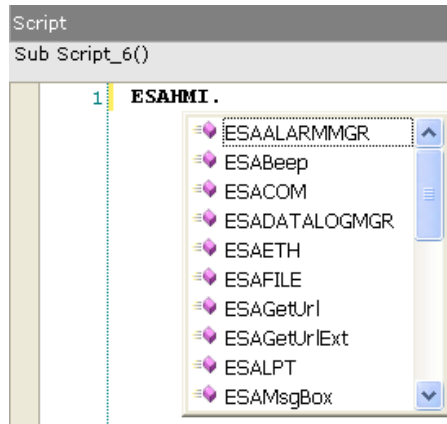 Script
Sub Script_6()
1 ESAHMI.
ESAALARMMGR
ESABeep
ESACOM
ESADATALOGMGR
ESAETH
ESAFILE
ESAGetUrl
ESAGetUrlExt
ESALPT
ESAMsgBox